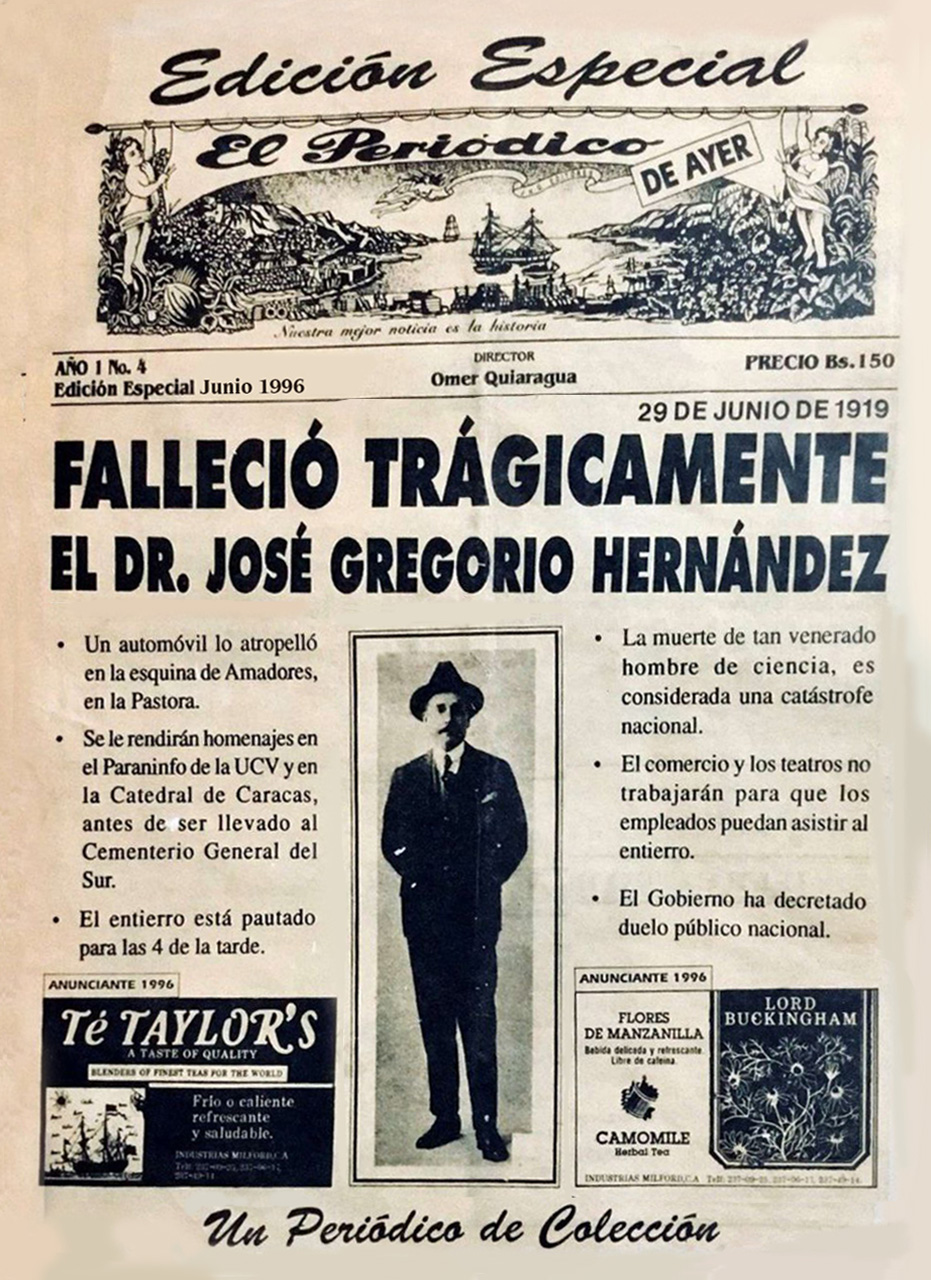 Edición Especial
El Periódico
DE AYER
Nuestra mejor noticia es la historia
AÑO 1 No. 4
Edición Especial Junio 1996
DIRECTOR
Omer Quiaragua
PRECIO Bs.150
29 DE JUNIO DE 1919
FALLECIÓ TRÁGICAMENTE
EL DR. JOSÉ GREGORIO HERNÁNDEZ
• Un automóvil lo atropelló
en la esquina de Amadores,
en la Pastora.
• Se le rendirán homenajes en
el Paraninfo de la UCV y en
la Catedral de Caracas,
antes de ser llevado al
Cementerio General del
Sur.
• El entierro está pautado
para las 4 de la tarde.
• La muerte de tan venerado
hombre de ciencia, es
considerada una catástrofe
nacional.
• El comercio y los teatros no
trabajarán para que los
empleados puedan asistir al
entierro.
• El Gobierno ha decretado
duelo público nacional.
ANUNCIANTE 1996
Té TAYLOR'S
A TASTE OF QUALITY
BLENDERS OF FINEST TEAS FOR THE WORLD
Frío o caliente
refrescante
y saludable.
INDUSTRIAS MILFORD,C.A
ANUNCIANTE 1996
FLORES
DE MANZANILLA
Bebida delicada y refrescante.
Libre de cafeína.
CAMOMILE
Herbal Tea
LORD
BUCKINGHAM
INDUSTRIAS MILFORD,C.A
Un Periódico de Colección